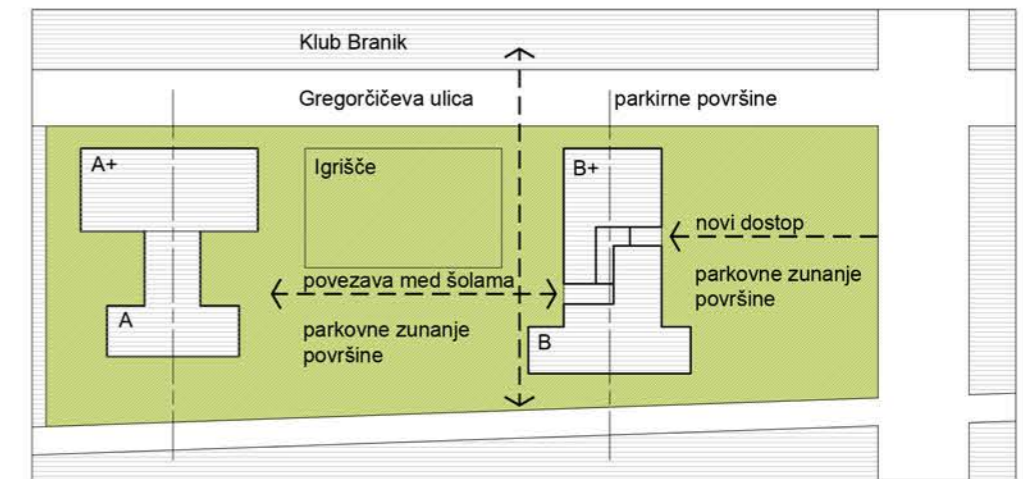 Klub Branik
Gregorčičeva ulica
parkirne površine
A+
Igrišče
B+
novi dostop
povezava med šolama
parkovne zunanje
površine
A
parkovne zunanje
površine
B